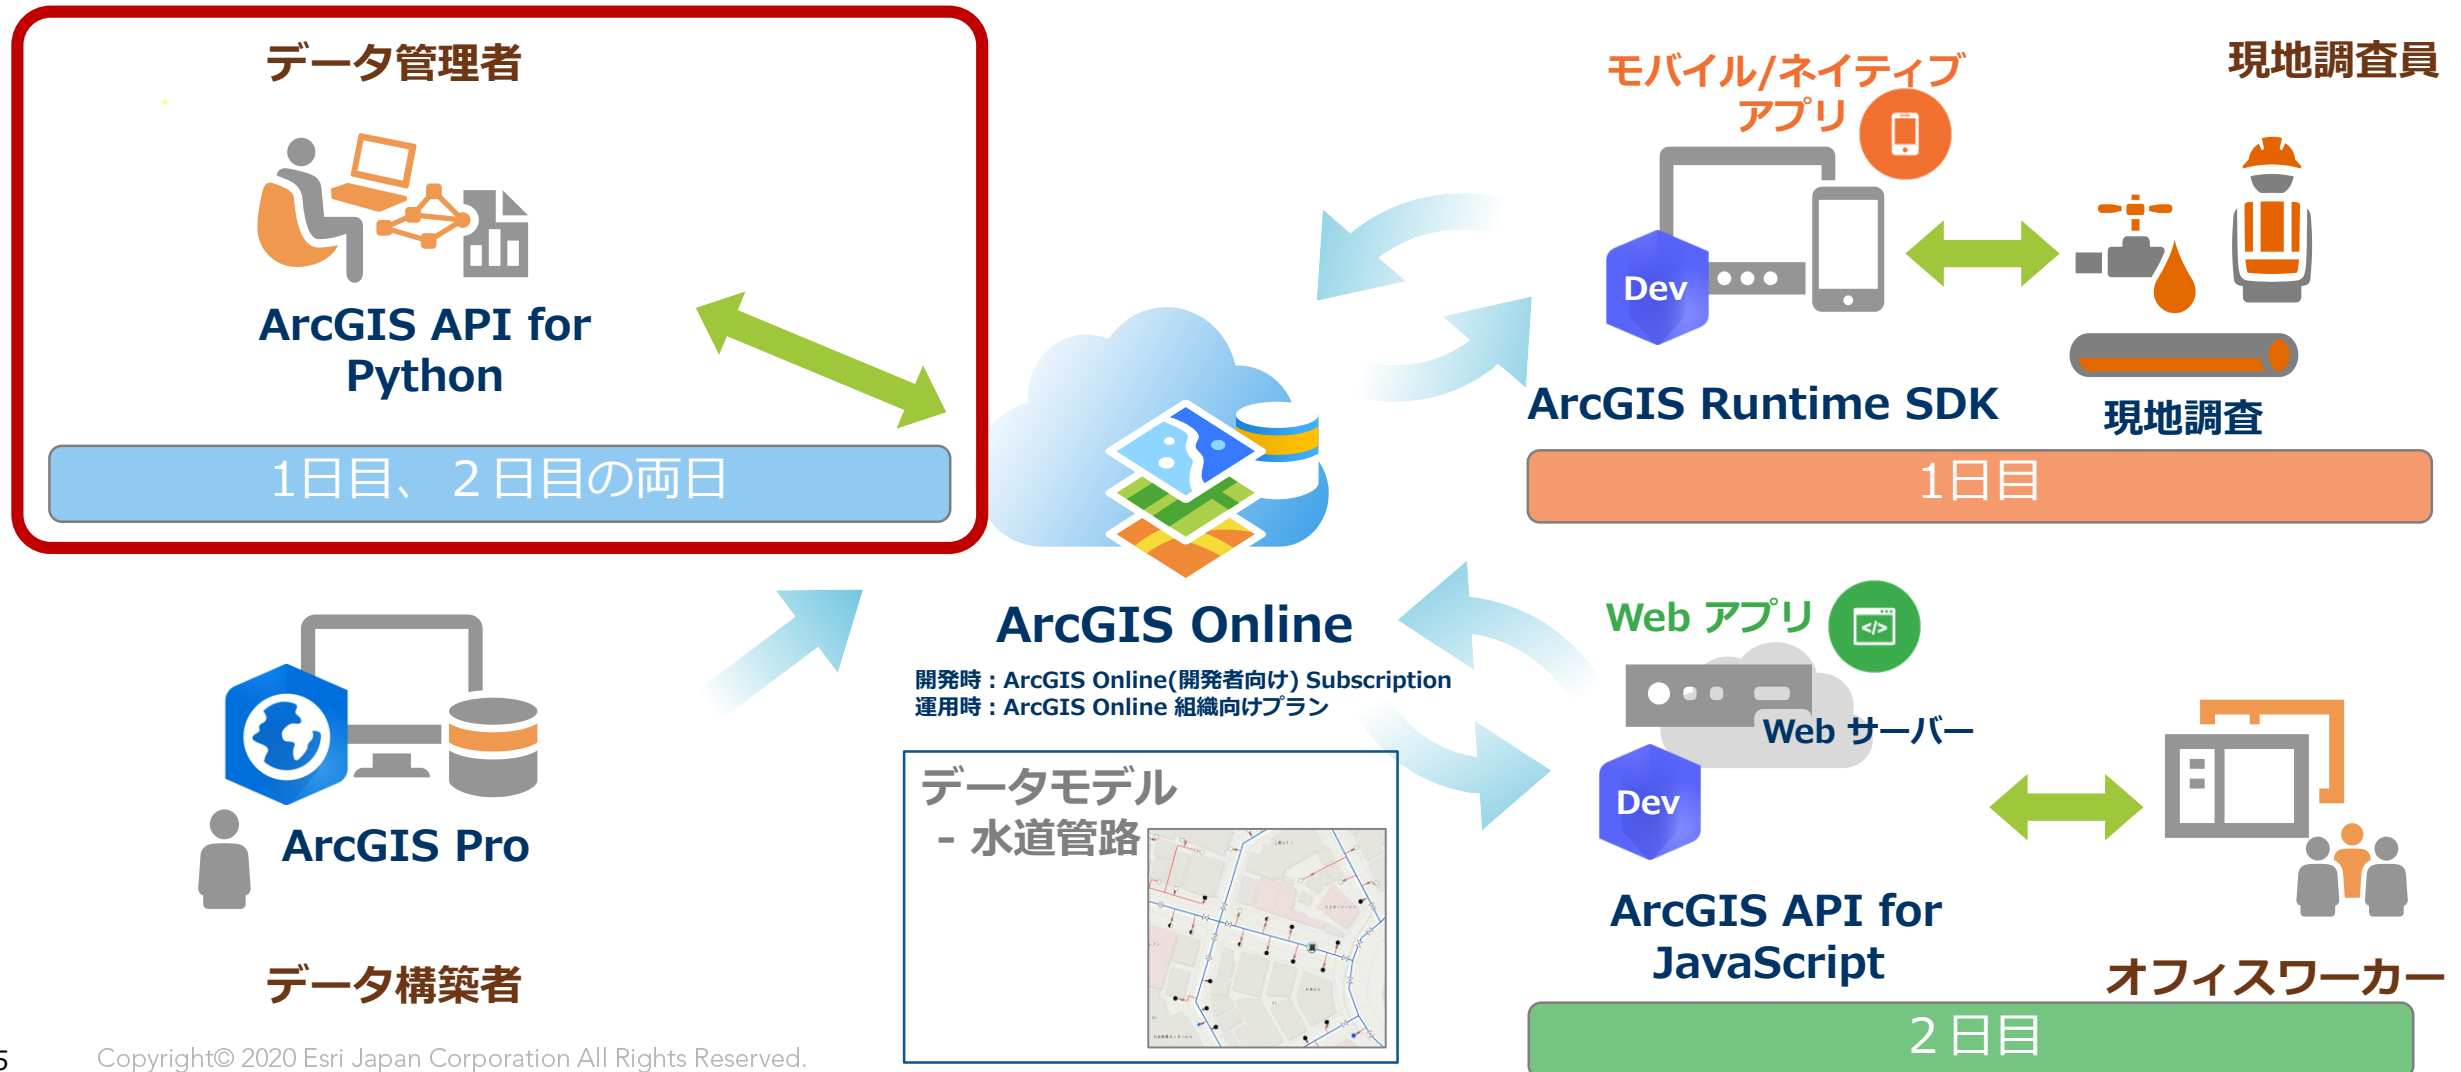 データ管理者
ArcGIS API for
Python
1日目、２日目の両日
モバイル/ネイティブ
アプリ
現地調査員
Dev
ArcGIS Runtime SDK
現地調査
1日目
ArcGIS Pro
データ構築者
ArcGIS Online
開発時：ArcGIS Online(開発者向け) Subscription
運用時：ArcGIS Online 組織向けプラン
データモデル
- 水道管路
Web アプリ
</>
Web サーバー
Dev
ArcGIS API for
JavaScript
オフィスワーカー
２日目
5
Copyright© 2020 Esri Japan Corporation All Rights Reserved.